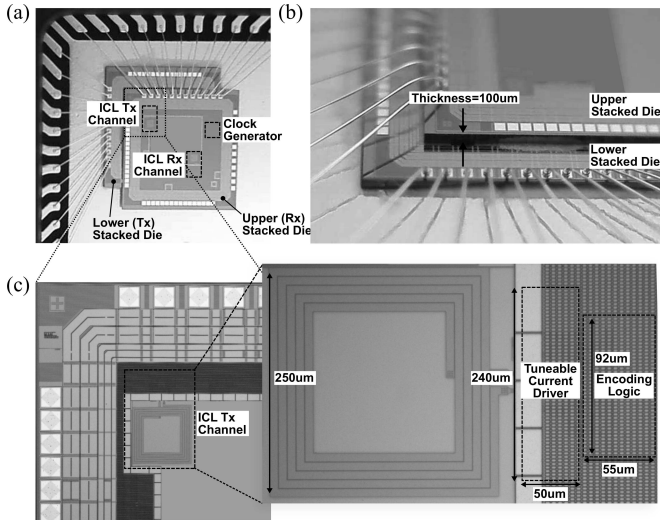 (a)
ICL Tx
Channel
Clock
Generator
ICL Rx
Channel
Lower (Tx)
Stacked Die
Upper (Rx)
Stacked Die
(b)
Thickness=100um
Upper
Stacked Die
Lower
Stacked Die
(c)
ICL Tx
Channel
250um
240um
Tuneable
Current
Driver
50um
92um
Encoding
Logic
55um